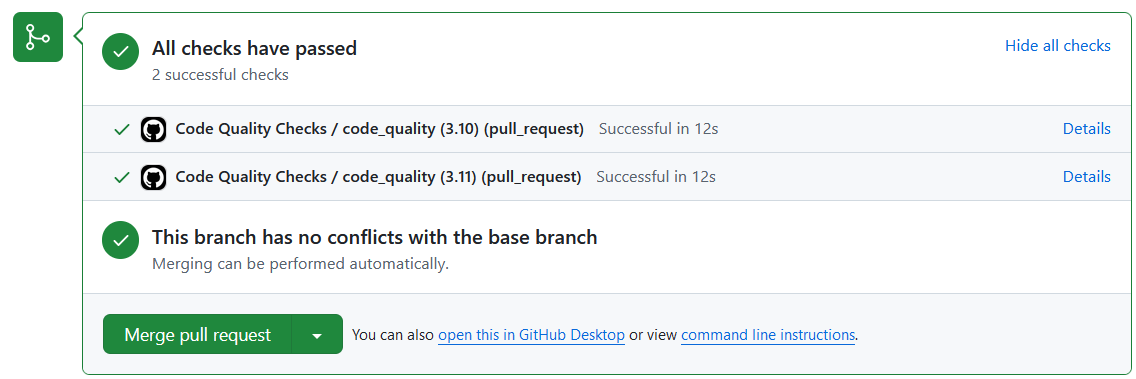 All checks have passed
Hide all checks
2 successful checks
Code Quality Checks / code_quality (3.10) (pull_request) Successful in 12s Details
Code Quality Checks / code_quality (3.11) (pull_request) Successful in 12s Details
This branch has no conflicts with the base branch
Merging can be performed automatically.
Merge pull request You can also open this in GitHub Desktop or view command line instructions.